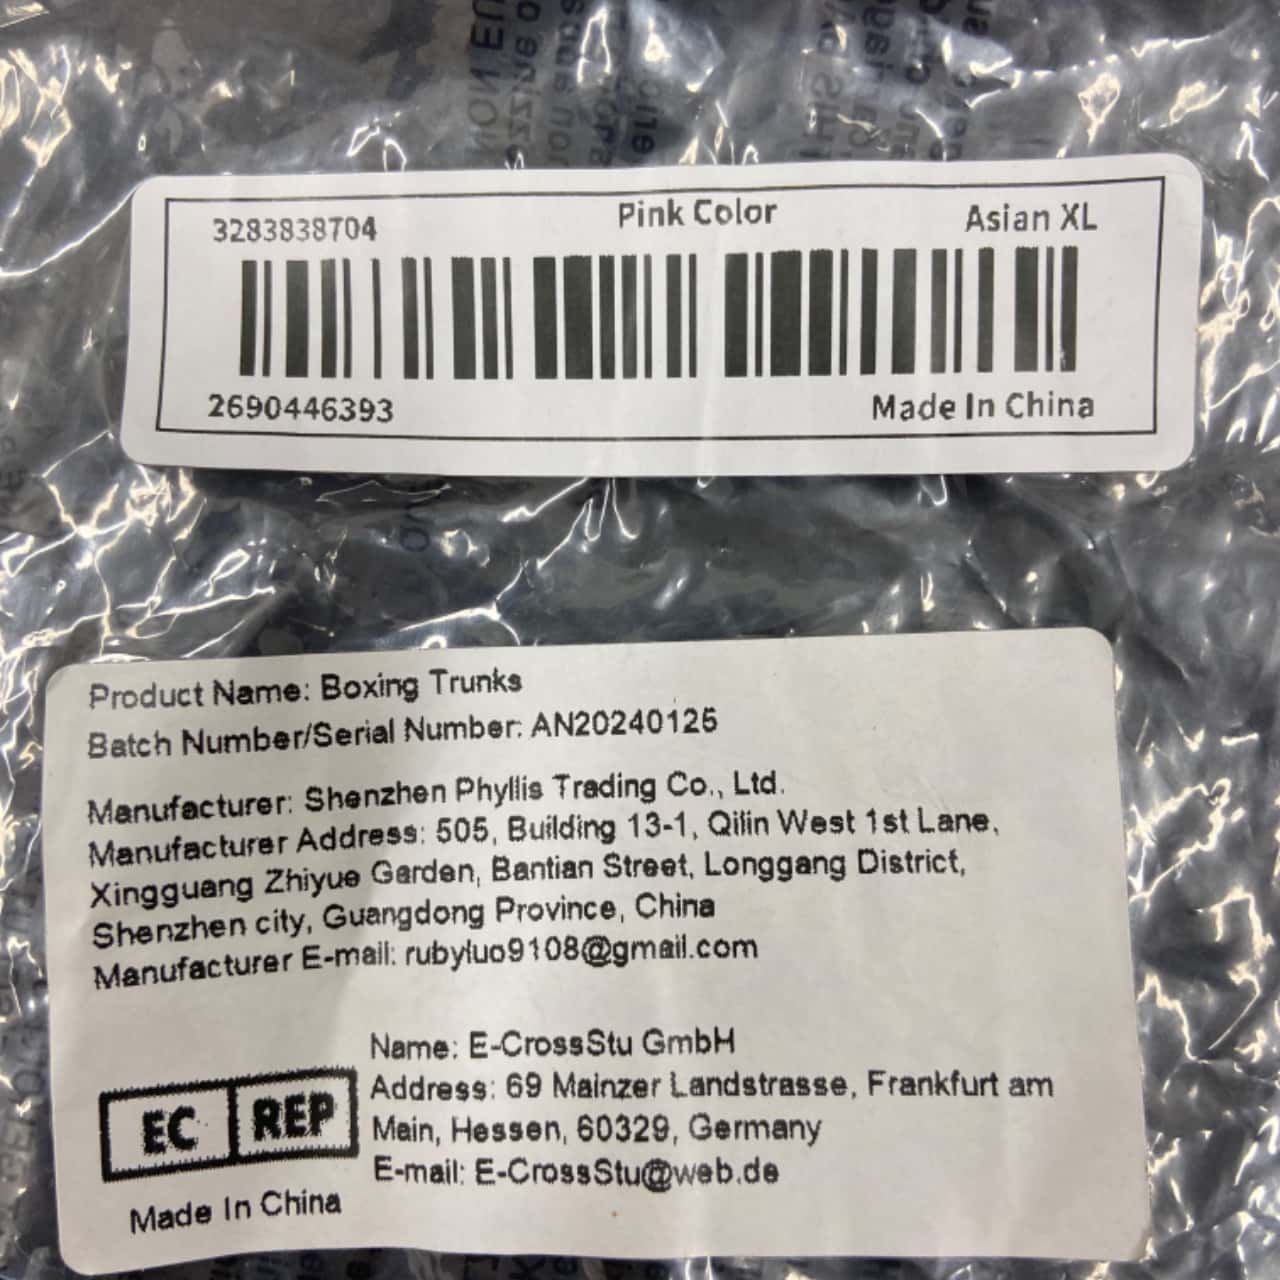 3283838704 Pink Color Asian XL
2690446393 Made In China
Product Name: Boxing Trunks
Batch Number/Serial Number: AN20240126
Manufacturer: Shenzhen Phyllis Trading Co., Ltd.
Manufacturer Address: 505, Building 13-1, Qilin West 1st Lane,
Xingguang Zhiyue Garden, Bantian Street, Longgang District,
Shenzhen city, Guangdong Province, China
Manufacturer E-mail: rubyluo9108@gmail.com
Name: E-CrossStu GmbH
Address: 69 Mainzer Landstrasse, Frankfurt am
Main, Hessen, 60329, Germany
E-mail: E-CrossStu@web.de
EC REP
Made In China